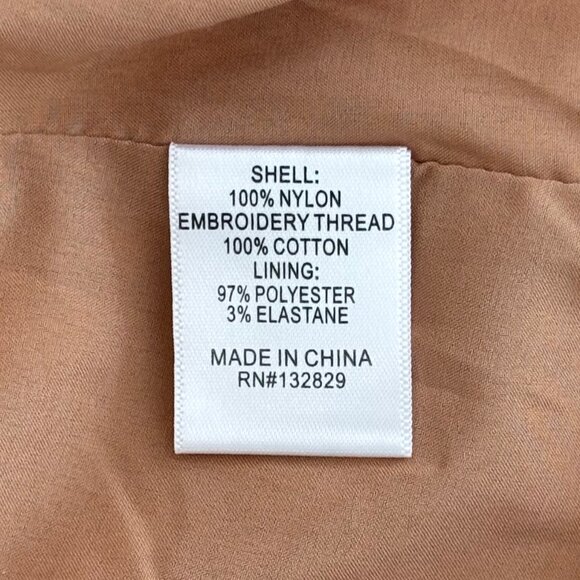 SHELL:
100% NYLON
EMBROIDERY THREAD
100% COTTON
LINING:
97% POLYESTER
3% ELASTANE
MADE IN CHINA
RN#132829